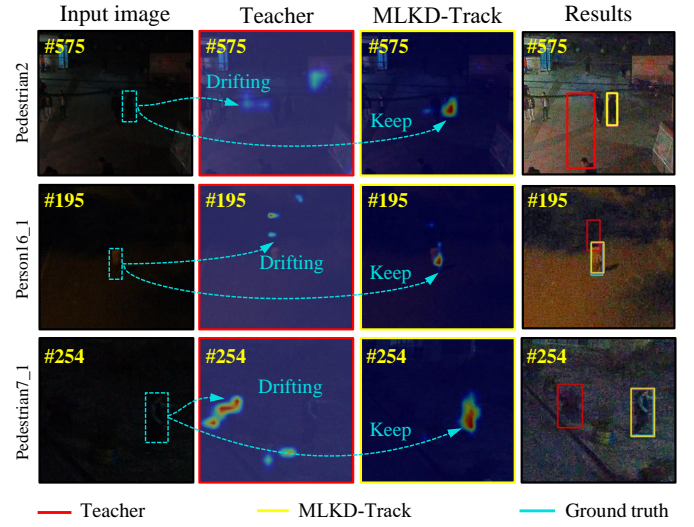 Input image Teacher MLKD-Track Results
Pedestrian2
#575 #575 #575 #575
Drifting
Keep
Person16_1
#195 #195 #195 #195
Drifting
Keep
Pedestrian7_1
#254 #254 #254 #254
Drifting
Keep
Teacher MLKD-Track Ground truth